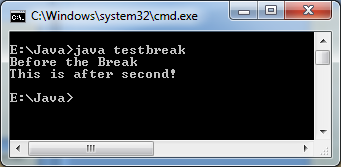 C:\Windows\system32\cmd.exe
E:\Java>java testbreak
Before the Break
This is after second!
E:\Java>